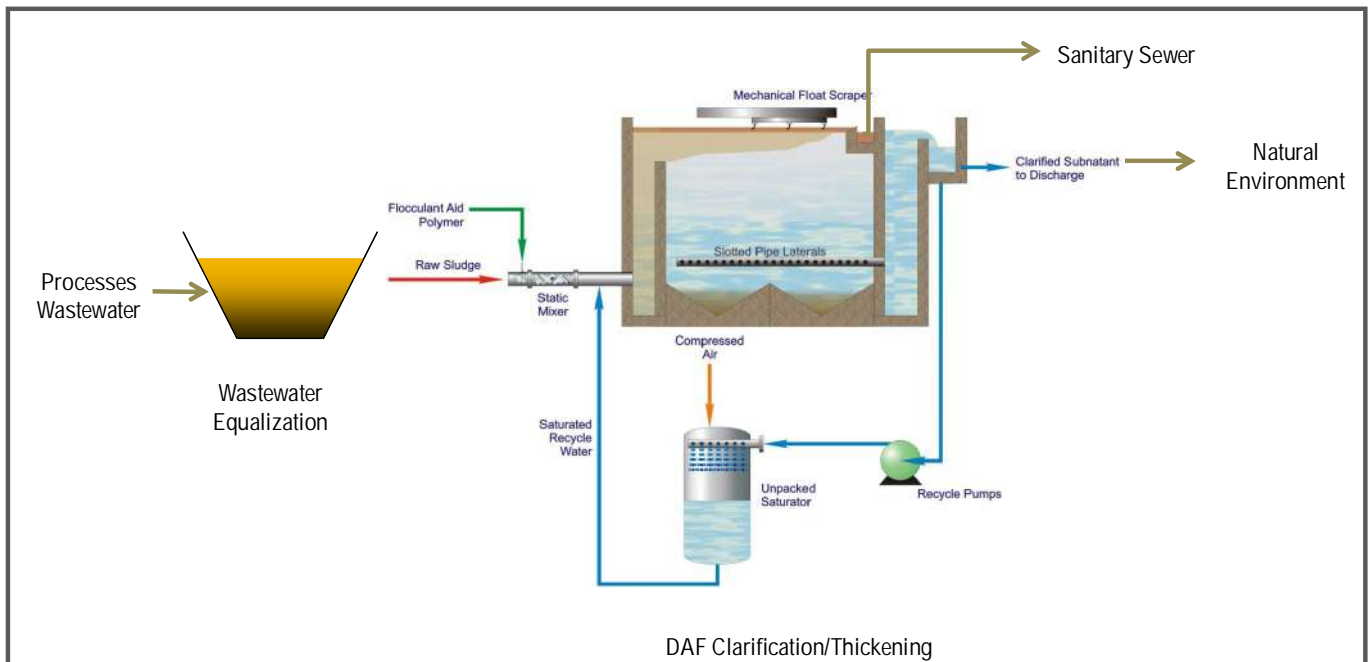 Sanitary Sewer
Mechanical Float Scraper
Clarified Subnatant
to Discharge
Natural
Environment
Flocculant Aid
Polymer
Slotted Pipe Laterals
Raw Sludge
Processes
Wastewater
Static
Mixer
Compressed
Air
Wastewater
Equalization
Saturated
Recycle
Water
Unpacked
Saturator
Recycle Pumps
DAF Clarification/Thickening